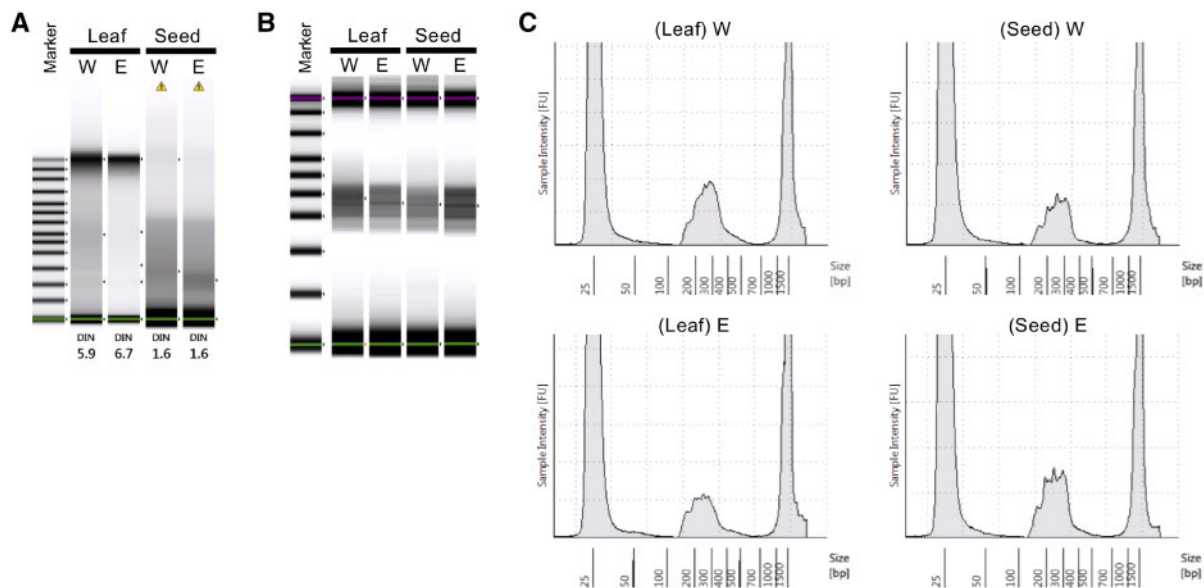 A
Marker
Leaf
Seed
W
E
W
E
DIN
5.9
DIN
6.7
DIN
1.6
DIN
1.6
B
Marker
Leaf
Seed
W
E
W
E
C
(Leaf) W
Sample Intensity [FU]
25
50
100
200
300
400
500
700
1000
1500
Size
[bp]
(Seed) W
Sample Intensity [FU]
25
50
100
200
300
400
500
700
1000
1500
Size
[bp]
(Leaf) E
Sample Intensity [FU]
25
50
100
200
300
400
500
700
1000
1500
Size
[bp]
(Seed) E
Sample Intensity [FU]
25
50
100
200
300
400
500
700
1000
1500
Size
[bp]